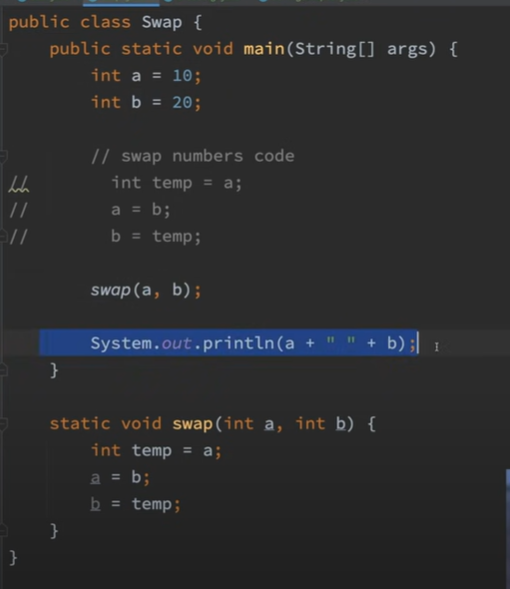 public class Swap {
    public static void main(String[] args) {
        int a = 10;
        int b = 20;

        // swap numbers code
//        int temp = a;
//        a = b;
//        b = temp;

        swap(a, b);

        System.out.println(a + " " + b);
    }

    static void swap(int a, int b) {
        int temp = a;
        a = b;
        b = temp;
    }
}